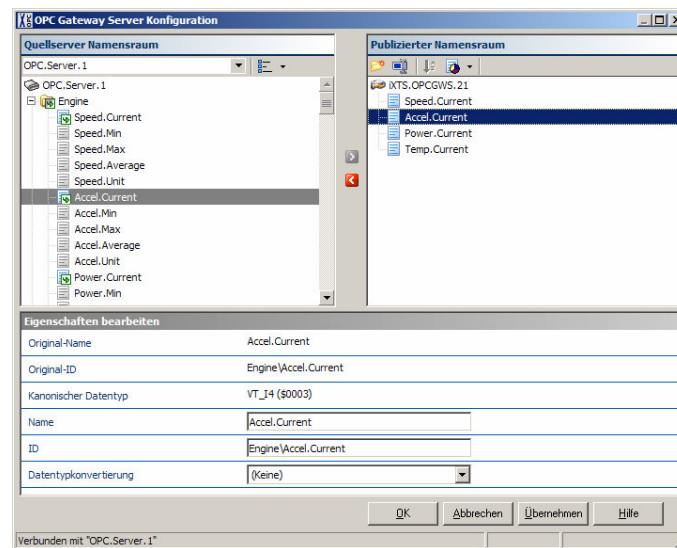 OPC Gateway Server Konfiguration
Quellserver Namensraum
OPC.Server.1
OPC.Server.1
Engine
Speed.Current
Speed.Min
Speed.Max
Speed.Average
Speed.Unit
Accel.Current
Accel.Min
Accel.Max
Accel.Average
Accel.Unit
Power.Current
Power.Min
Publizierter Namensraum
iXTS.OPCGWS.21
Speed.Current
Accel.Current
Power.Current
Temp.Current
Eigenschaften bearbeiten
Original-Name Accel.Current
Original-ID Engine\Accel.Current
Kanonischer Datentyp VT_I4 ($0003)
Name Accel.Current
ID Engine\Accel.Current
Datentypkonvertierung (Keine)
OK Abbrechen Übernehmen Hilfe
Verbunden mit "OPC.Server.1"